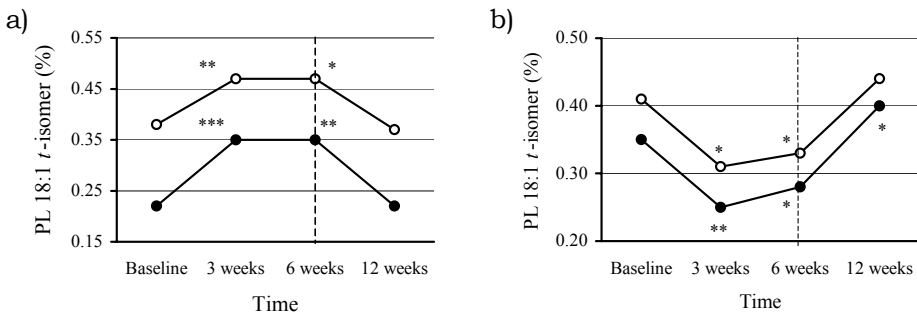 a)
PL 18:1 t-isomer (%)
0.55
0.45
0.35
0.25
0.15
**
*
***
**
Baseline 3 weeks 6 weeks 12 weeks
Time
b)
PL 18:1 t-isomer (%)
0.50
0.40
0.30
0.20
*
*
*
**
*
Baseline 3 weeks 6 weeks 12 weeks
Time